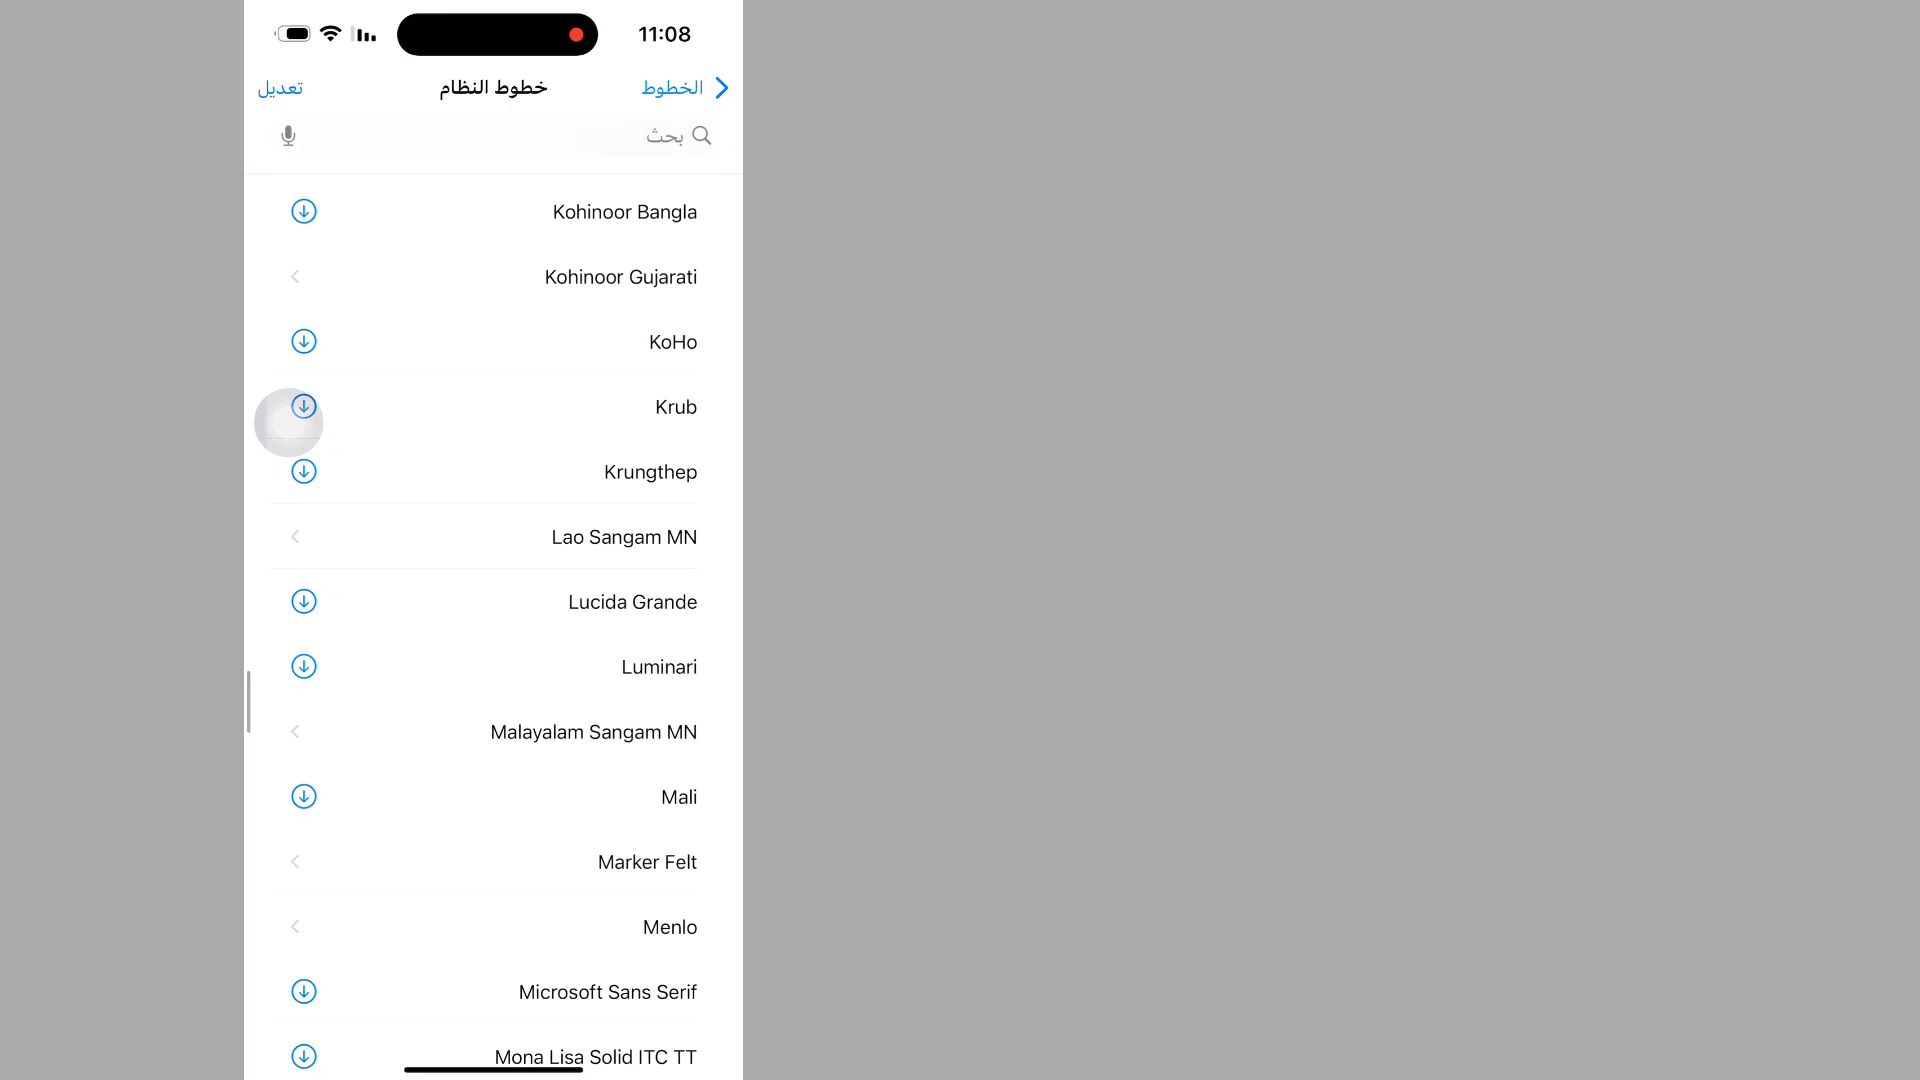 11:08
الخطوط
خطوط النظام
تعديل
بحث
Kohinoor Bangla
Kohinoor Gujarati
KoHo
Krub
Krungthep
Lao Sangam MN
Lucida Grande
Luminari
Malayalam Sangam MN
Mali
Marker Felt
Menlo
Microsoft Sans Serif
Mona Lisa Solid ITC TT